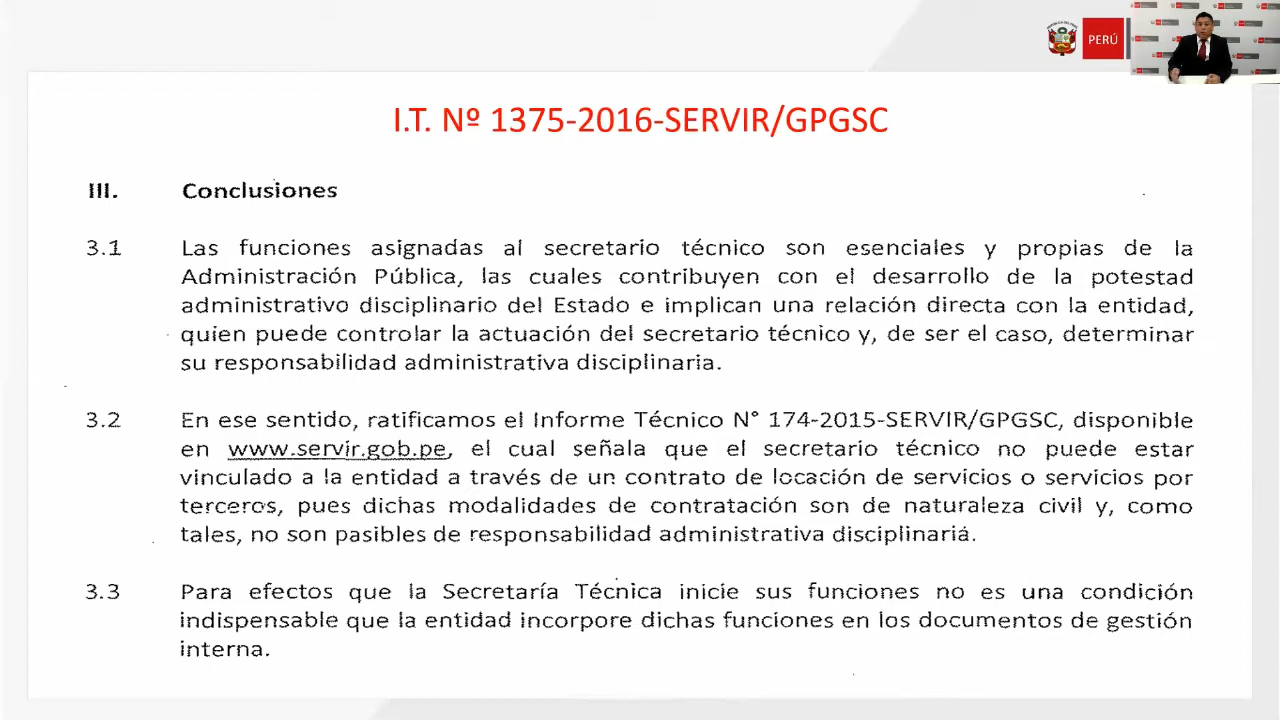 PERÚ
I.T. Nº 1375-2016-SERVIR/GPGSC
III. Conclusiones
3.1 Las funciones asignadas al secretario técnico son esenciales y propias de la
Administración Pública, las cuales contribuyen con el desarrollo de la potestad
administrativo disciplinario del Estado e implican una relación directa con la entidad,
quien puede controlar la actuación del secretario técnico y, de ser el caso, determinar
su responsabilidad administrativa disciplinaria.
3.2 En ese sentido, ratificamos el Informe Técnico N° 174-2015-SERVIR/GPGSC, disponible
en www.servir.gob.pe, el cual señala que el secretario técnico no puede estar
vinculado a la entidad a través de un contrato de locación de servicios o servicios por
terceros, pues dichas modalidades de contratación son de naturaleza civil y, como
tales, no son pasibles de responsabilidad administrativa disciplinaria.
3.3 Para efectos que la Secretaría Técnica inicie sus funciones no es una condición
indispensable que la entidad incorpore dichas funciones en los documentos de gestión
interna.